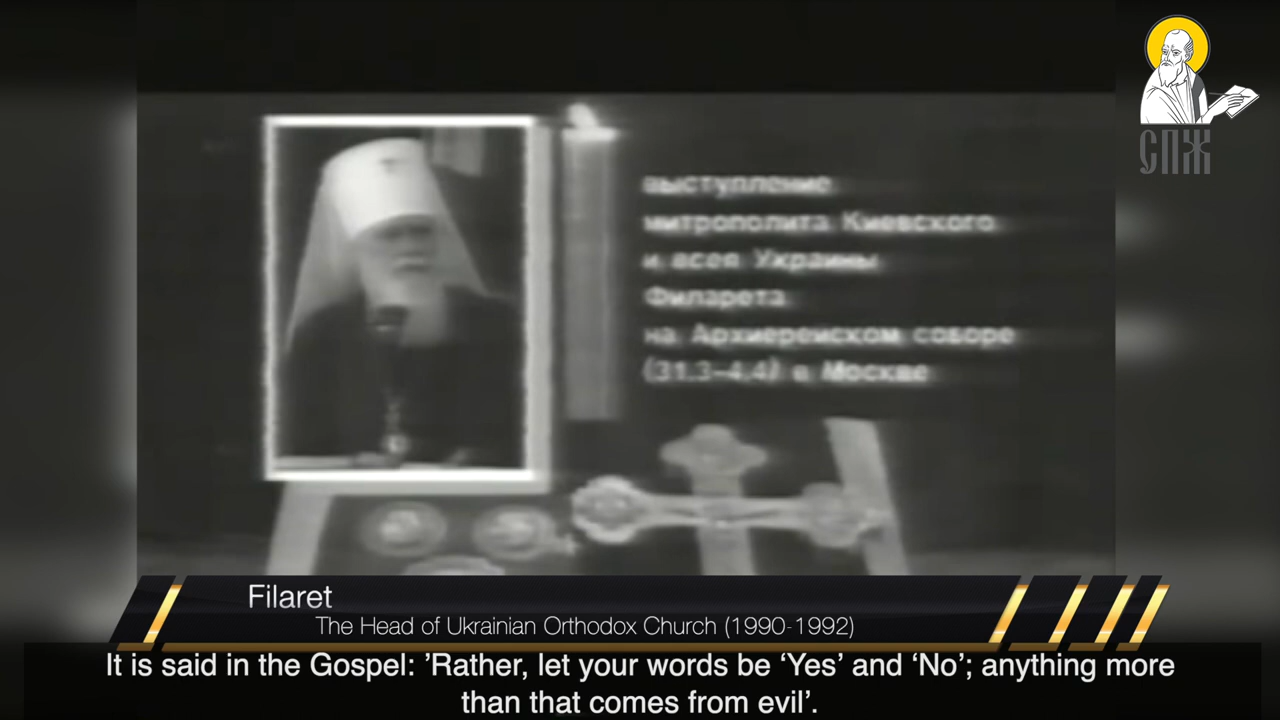 СПЖ
выступление
митрополита Киевского
и всея Украины
Филарета
на Архиерейском соборе
(31.3-4.4) в Москве
Filaret
The Head of Ukrainian Orthodox Church (1990-1992)
It is said in the Gospel: ’Rather, let your words be ‘Yes’ and ‘No’; anything more
than that comes from evil’.